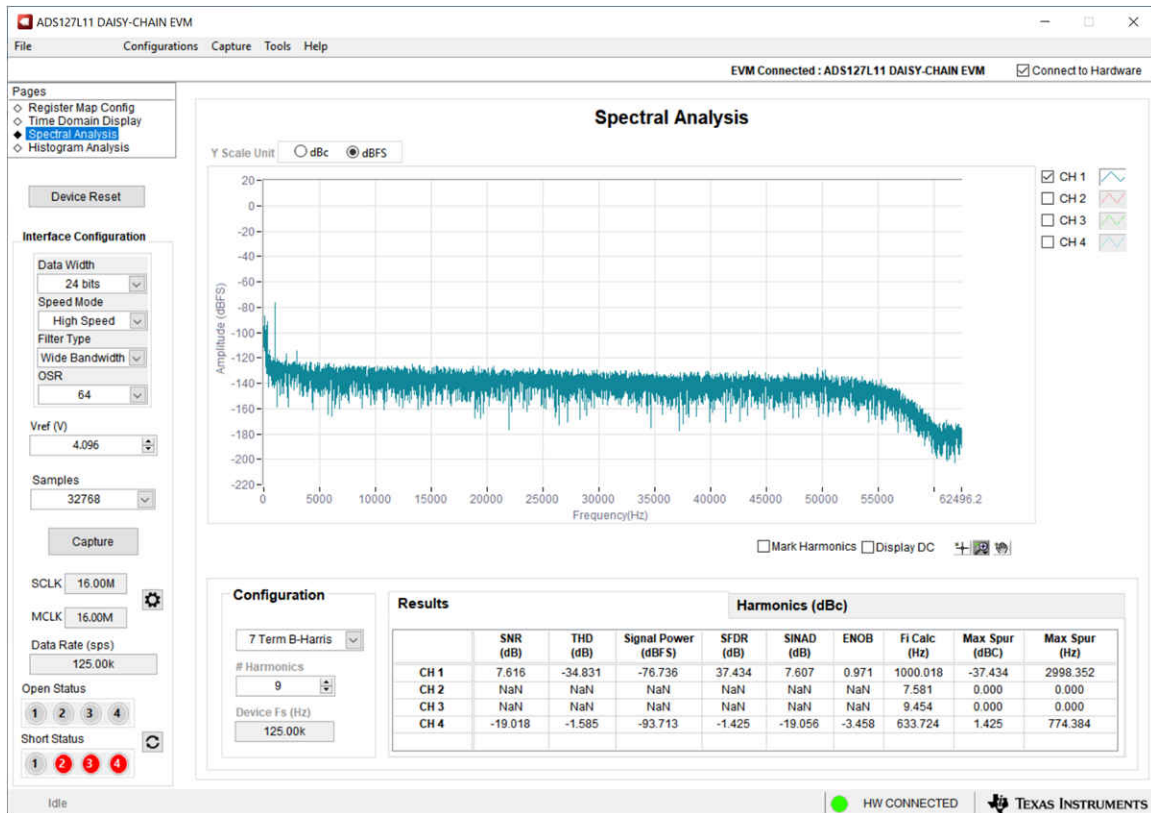 ADS127L11 DAISY-CHAIN EVM
File Configurations Capture Tools Help
EVM Connected : ADS127L11 DAISY-CHAIN EVM Connect to Hardware
Pages
Register Map Config
Time Domain Display
Spectral Analysis
Histogram Analysis
Device Reset
Interface Configuration
Data Width
24 bits
Speed Mode
High Speed
Filter Type
Wide Bandwidth
OSR
64
Vref (V)
4.096
Samples
32768
Capture
SCLK 16.00M
MCLK 16.00M
Data Rate (sps)
125.00k
Open Status
1 2 3 4
Short Status
1 2 3 4
Spectral Analysis
Y Scale Unit dBc dBFS
20
0
-20
-40
-60
-80
-100
-120
-140
-160
-180
-200
-220
Amplitude (dBFS)
0 5000 10000 15000 20000 25000 30000 35000 40000 45000 50000 55000 62496.2
Frequency(Hz)
CH 1
CH 2
CH 3
CH 4
Mark Harmonics Display DC
Configuration
7 Term B-Harris
# Harmonics
9
Device Fs (Hz)
125.00k
Results Harmonics (dBc)
SNR (dB) THD (dB) Signal Power (dBFS) SFDR (dB) SINAD (dB) ENOB Fi Calc (Hz) Max Spur (dBC) Max Spur (Hz)
CH 1 7.616 -34.831 -76.736 37.434 7.607 0.971 1000.018 -37.434 2998.352
CH 2 NaN NaN NaN NaN NaN NaN 7.581 0.000 0.000
CH 3 NaN NaN NaN NaN NaN NaN 9.454 0.000 0.000
CH 4 -19.018 -1.585 -93.713 -1.425 -19.056 -3.458 633.724 1.425 774.384
Idle HW CONNECTED TEXAS INSTRUMENTS